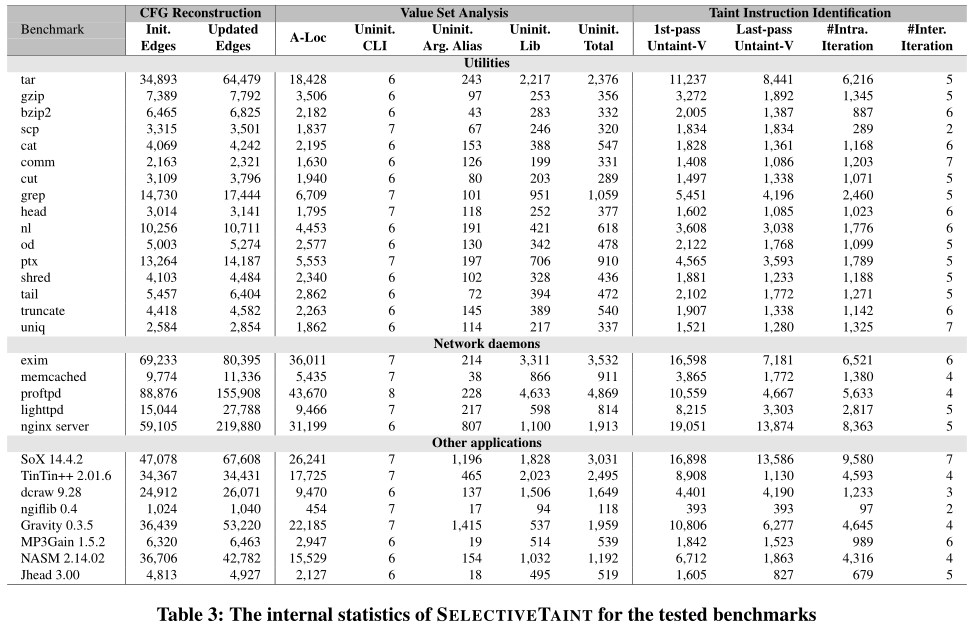 CFG Reconstruction Value Set Analysis Taint Instruction Identification
Benchmark Init. Updated A-Loc Uninit. Uninit. Uninit. Uninit. 1st-pass Last-pass #Intra. #Inter.
Edges Edges CLI Arg. Alias Lib Total Untaint-V Untaint-V Iteration Iteration
Utilities
tar 34,893 64,479 18,428 6 243 2,217 2,376 11,237 8,441 6,216 5
gzip 7,389 7,792 3,506 6 97 253 356 3,272 1,892 1,345 5
bzip2 6,465 6,825 2,182 6 43 283 332 2,005 1,387 887 6
scp 3,315 3,501 1,837 7 67 246 320 1,834 1,834 289 2
cat 4,069 4,242 2,195 6 153 388 547 1,828 1,361 1,168 6
comm 2,163 2,321 1,630 6 126 199 331 1,408 1,086 1,203 7
cut 3,109 3,796 1,940 6 80 203 289 1,497 1,338 1,071 5
grep 14,730 17,444 6,709 7 101 951 1,059 5,451 4,196 2,460 5
head 3,014 3,141 1,795 7 118 252 377 1,602 1,085 1,023 6
nl 10,256 10,711 4,453 6 191 421 618 3,608 3,038 1,776 6
od 5,003 5,274 2,577 6 130 342 478 2,122 1,768 1,099 5
ptx 13,264 14,187 5,553 7 197 706 910 4,565 3,593 1,789 5
shred 4,103 4,484 2,340 6 102 328 436 1,881 1,233 1,188 5
tail 5,457 6,404 2,862 6 72 394 472 2,102 1,772 1,271 5
truncate 4,418 4,582 2,263 6 145 389 540 1,907 1,338 1,142 6
uniq 2,584 2,854 1,862 6 114 217 337 1,521 1,280 1,325 7
Network daemons
exim 69,233 80,395 36,011 7 214 3,311 3,532 16,598 7,181 6,521 6
memcached 9,774 11,336 5,435 7 38 866 911 3,865 1,772 1,380 4
proftpd 88,876 155,908 43,670 8 228 4,633 4,869 10,559 4,667 5,633 4
lighttpd 15,044 27,788 9,466 7 217 598 814 8,215 3,303 2,817 5
nginx server 59,105 219,880 31,199 6 807 1,100 1,913 19,051 13,874 8,363 5
Other applications
SoX 14.4.2 47,078 67,608 26,241 7 1,196 1,828 3,031 16,898 13,586 9,580 7
TinTin++ 2.01.6 34,367 34,431 17,725 7 465 2,023 2,495 8,908 1,130 4,593 4
dcraw 9.28 24,912 26,071 9,470 6 137 1,506 1,649 4,401 4,190 1,233 3
ngiflib 0.4 1,024 1,040 454 7 17 94 118 393 393 97 2
Gravity 0.3.5 36,439 53,220 22,185 7 1,415 537 1,959 10,806 6,277 4,645 4
MP3Gain 1.5.2 6,320 6,463 2,947 6 19 514 539 1,842 1,523 989 6
NASM 2.14.02 36,706 42,782 15,529 6 154 1,032 1,192 6,712 1,863 4,316 4
Jhead 3.00 4,813 4,927 2,127 6 18 495 519 1,605 827 679 5
Table 3: The internal statistics of SELECTIVETAINT for the tested benchmarks